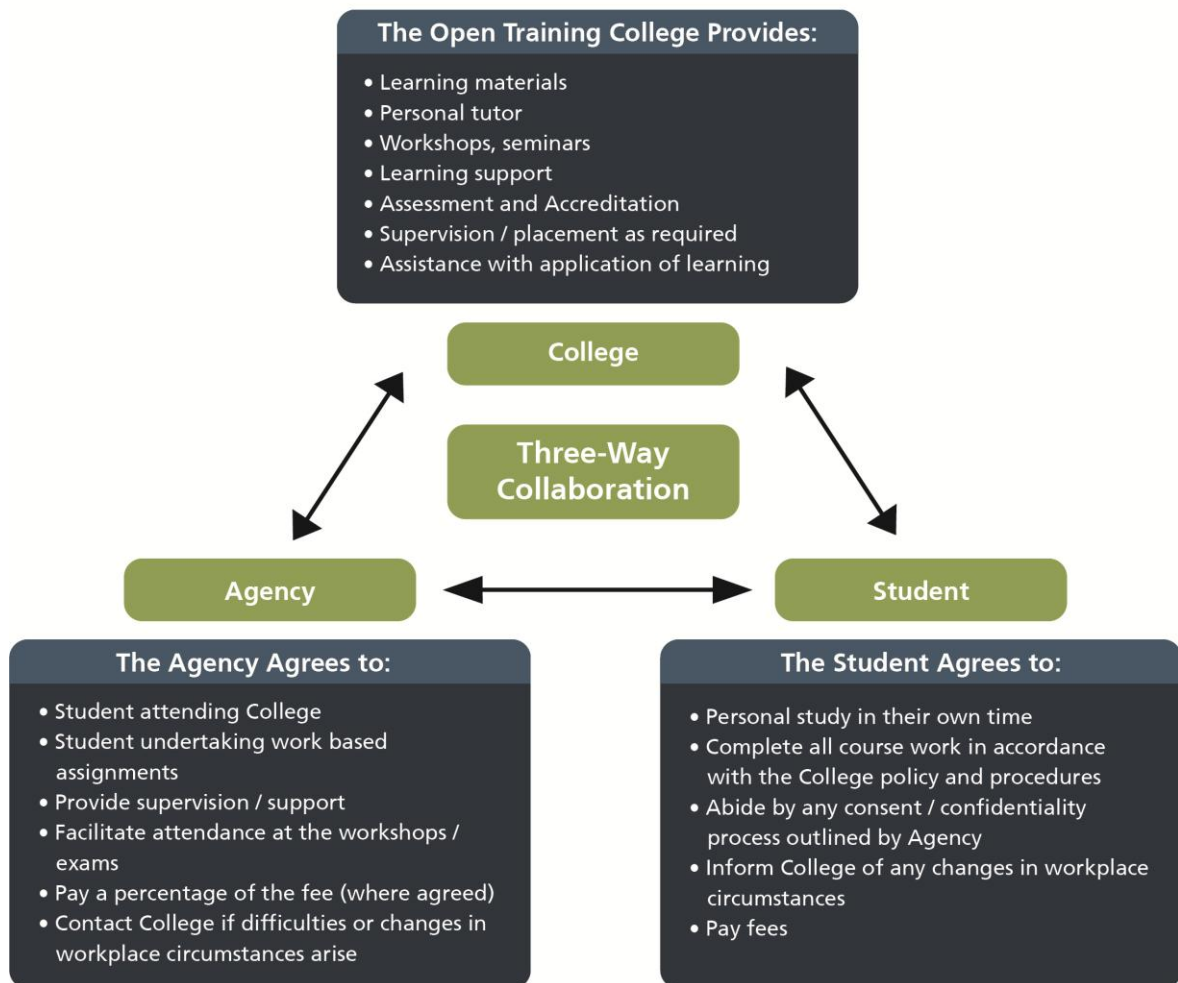 The Open Training College Provides:
• Learning materials
• Personal tutor
• Workshops, seminars
• Learning support
• Assessment and Accreditation
• Supervision / placement as required
• Assistance with application of learning
College
Three-Way
Collaboration
Agency
Student
The Agency Agrees to:
• Student attending College
• Student undertaking work based
assignments
• Provide supervision / support
• Facilitate attendance at the workshops /
exams
• Pay a percentage of the fee (where agreed)
• Contact College if difficulties or changes in
workplace circumstances arise
The Student Agrees to:
• Personal study in their own time
• Complete all course work in accordance
with the College policy and procedures
• Abide by any consent / confidentiality
process outlined by Agency
• Inform College of any changes in workplace
circumstances
• Pay fees